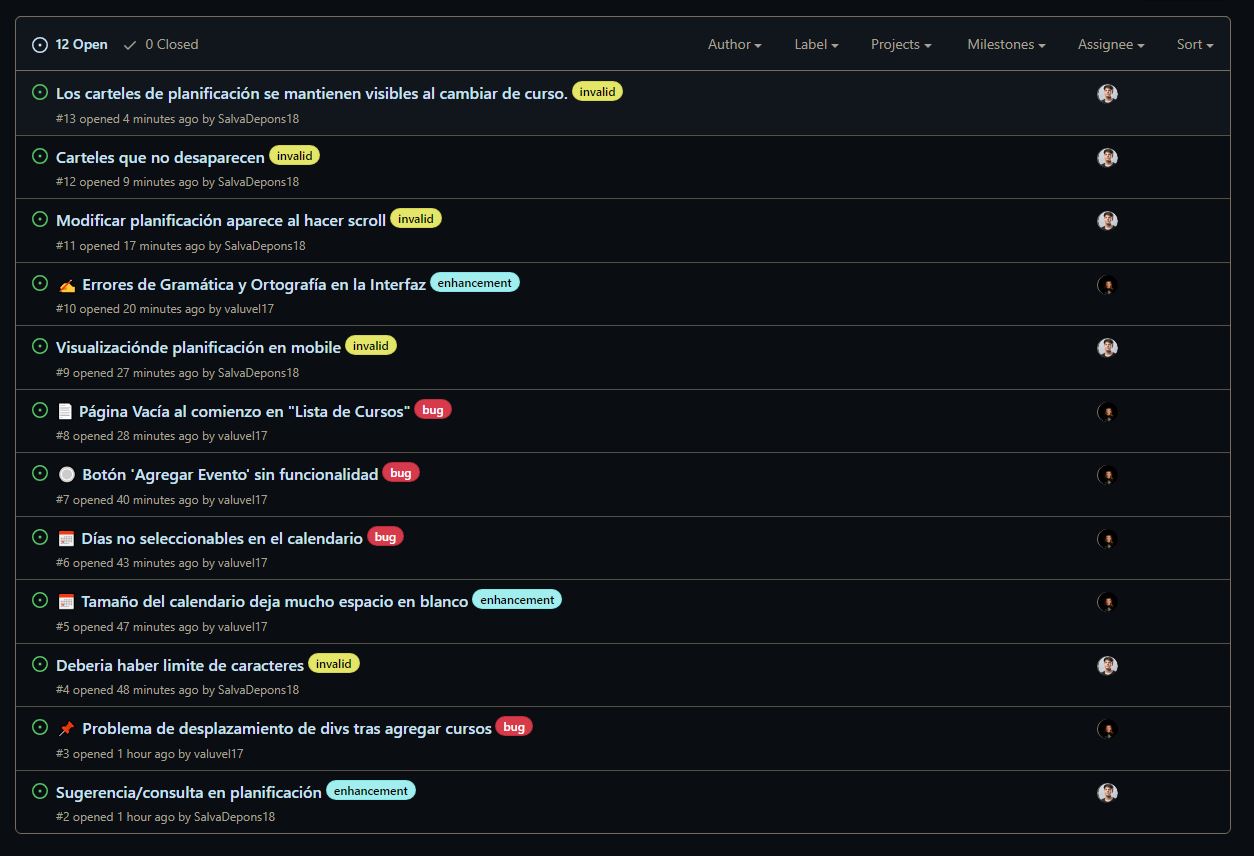 12 Open 0 Closed Author Label Projects Milestones Assignee Sort
Los carteles de planificación se mantienen visibles al cambiar de curso. invalid
#13 opened 4 minutes ago by SalvaDepons18
Carteles que no desaparecen invalid
#12 opened 9 minutes ago by SalvaDepons18
Modificar planificación aparece al hacer scroll invalid
#11 opened 17 minutes ago by SalvaDepons18
✍️ Errores de Gramática y Ortografía en la Interfaz enhancement
#10 opened 20 minutes ago by valuvel17
Visualizaciónde planificación en mobile invalid
#9 opened 27 minutes ago by SalvaDepons18
📄 Página Vacía al comienzo en "Lista de Cursos" bug
#8 opened 28 minutes ago by valuvel17
⚪ Botón 'Agregar Evento' sin funcionalidad bug
#7 opened 40 minutes ago by valuvel17
📅 Días no seleccionables en el calendario bug
#6 opened 43 minutes ago by valuvel17
📅 Tamaño del calendario deja mucho espacio en blanco enhancement
#5 opened 47 minutes ago by valuvel17
Deberia haber limite de caracteres invalid
#4 opened 48 minutes ago by SalvaDepons18
📌 Problema de desplazamiento de divs tras agregar cursos bug
#3 opened 1 hour ago by valuvel17
Sugerencia/consulta en planificación enhancement
#2 opened 1 hour ago by SalvaDepons18